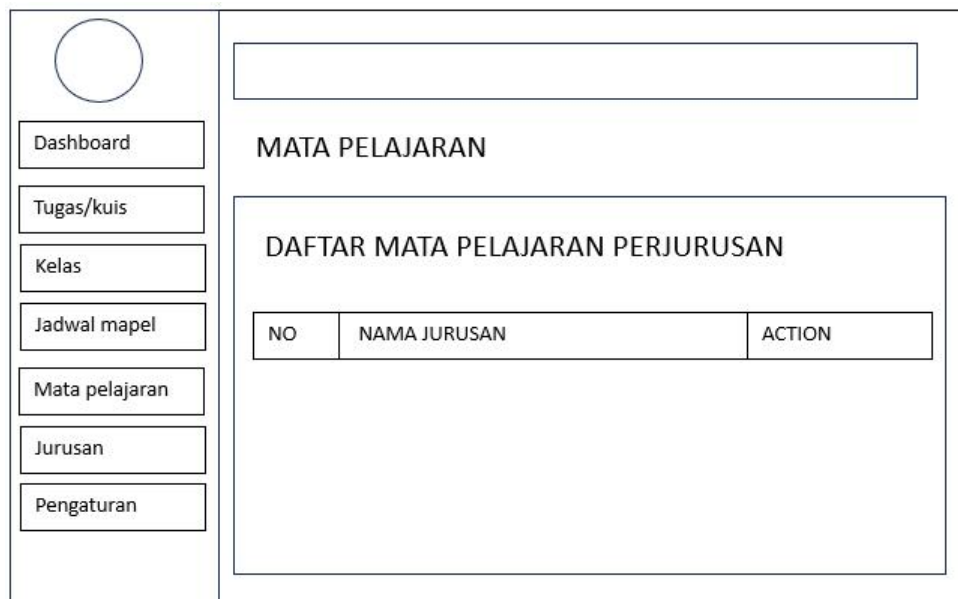 Dashboard
Tugas/kuis
Kelas
Jadwal mapel
Mata pelajaran
Jurusan
Pengaturan
MATA PELAJARAN
DAFTAR MATA PELAJARAN PERJURUSAN
NO NAMA JURUSAN ACTION